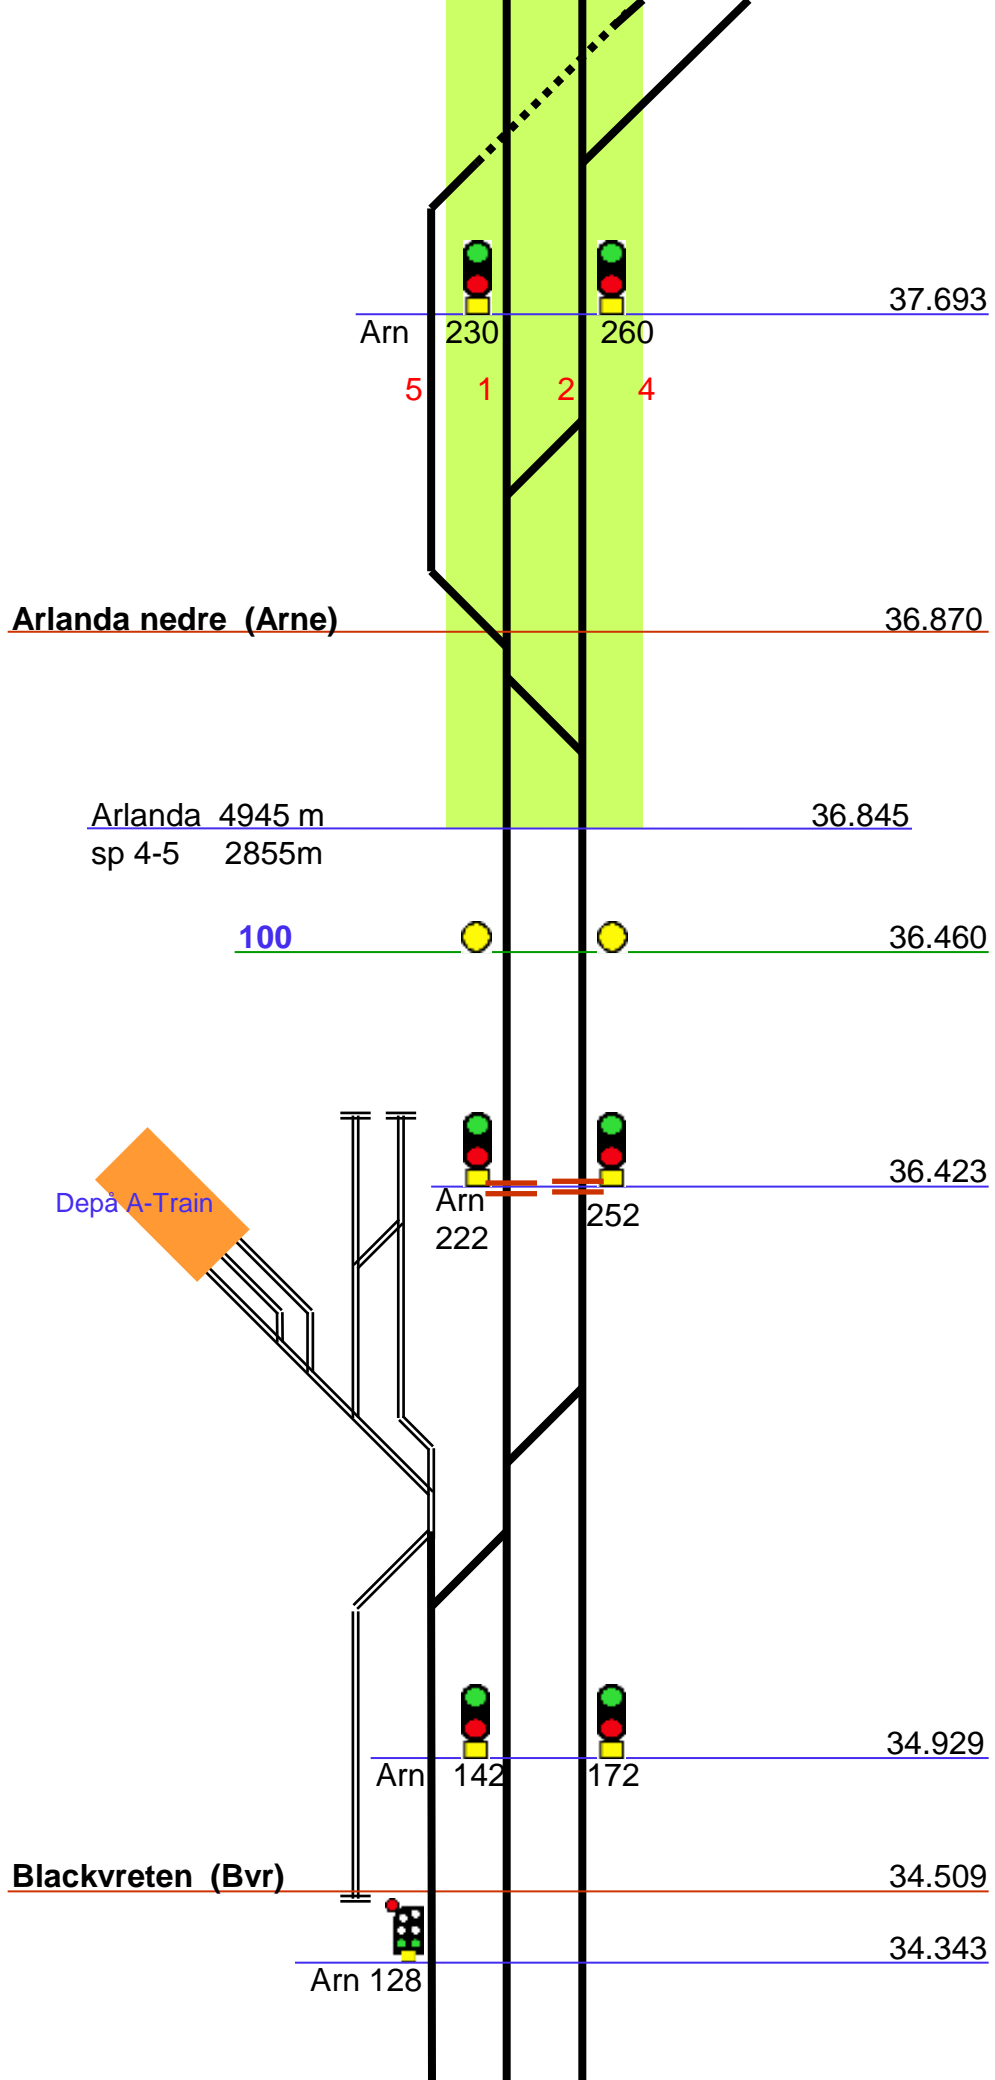 37.693
Arn 230 260
5 1 2 4
Arlanda nedre (Arne) 36.870
Arlanda 4945 m 36.845
sp 4-5 2855m
100 36.460
36.423
Depå A-Train
Arn
222
252
34.929
Arn 142 172
Blackvreten (Bvr) 34.509
34.343
Arn 128